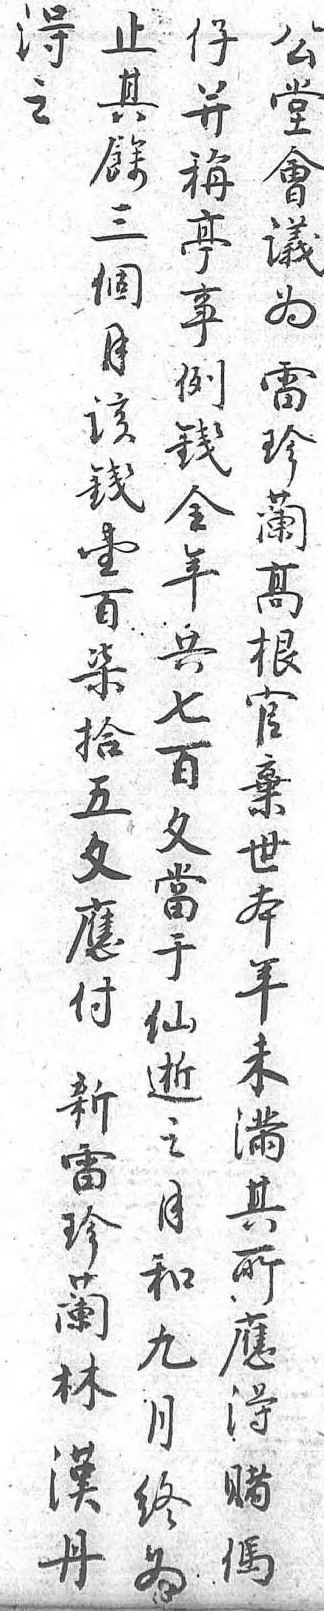 公堂會議為雷珍蘭高根官棄世本年未滿其所應得賭傌
仔并稱亭事例錢全年共七百文當于仙逝之月和九月終為
止其餘三個月該錢壹百柒拾五文應付新雷珍蘭林漢丹
得之